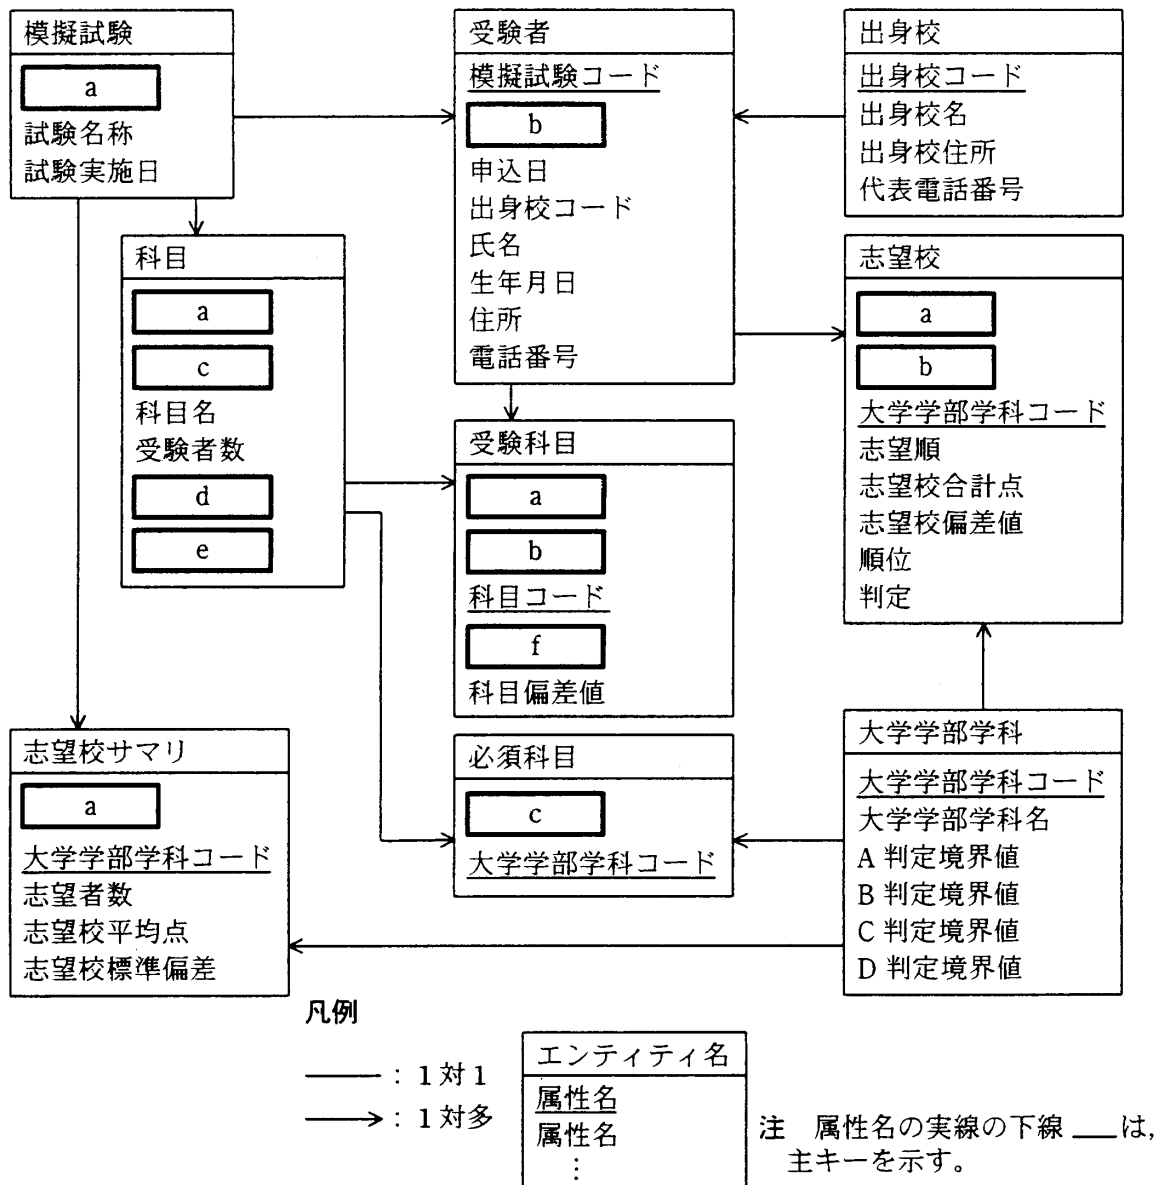 模擬試験
a
試験名称
試験実施日
受験者
模擬試験コード
b
申込日
出身校コード
氏名
生年月日
住所
電話番号
出身校
出身校コード
出身校名
出身校住所
代表電話番号
科目
a
c
科目名
受験者数
d
e
志望校
a
b
大学学部学科コード
志望順
志望校合計点
志望校偏差値
順位
判定
受験科目
a
b
科目コード
f
科目偏差値
志望校サマリ
a
大学学部学科コード
志望者数
志望校平均点
志望校標準偏差
必須科目
c
大学学部学科コード
大学学部学科
大学学部学科コード
大学学部学科名
A 判定境界値
B 判定境界値
C 判定境界値
D 判定境界値
凡例
：1 対 1
：1 対多
エンティティ名
属性名
属性名
⋮
注 属性名の実線の下線 ＿ は，
主キーを示す。